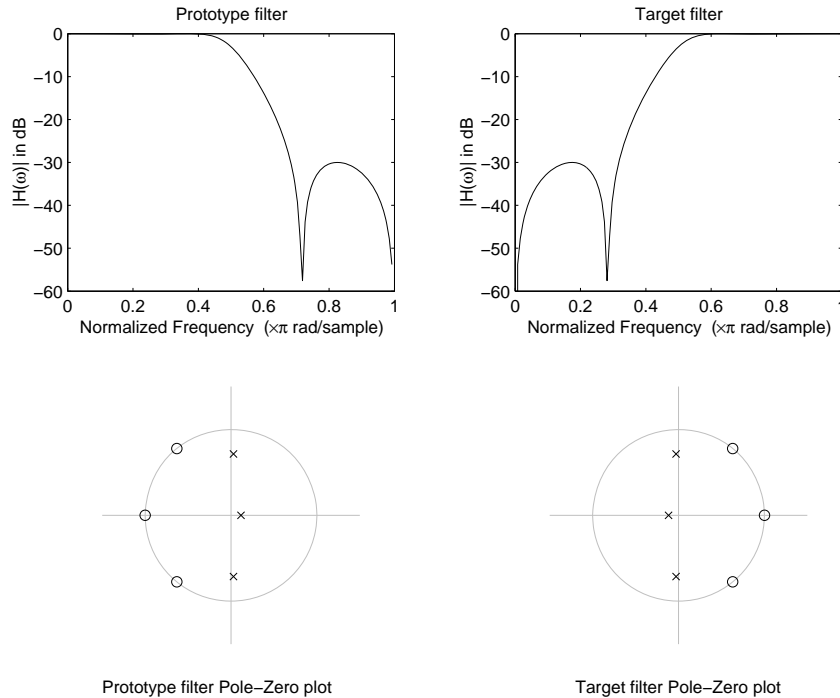 Prototype filter
0
−10
−20
−30
−40
−50
−60
|H(ω)| in dB
0 0.2 0.4 0.6 0.8 1
Normalized Frequency (×π rad/sample)
Target filter
0
−10
−20
−30
−40
−50
−60
|H(ω)| in dB
0 0.2 0.4 0.6 0.8 1
Normalized Frequency (×π rad/sample)
Prototype filter Pole−Zero plot
Target filter Pole−Zero plot